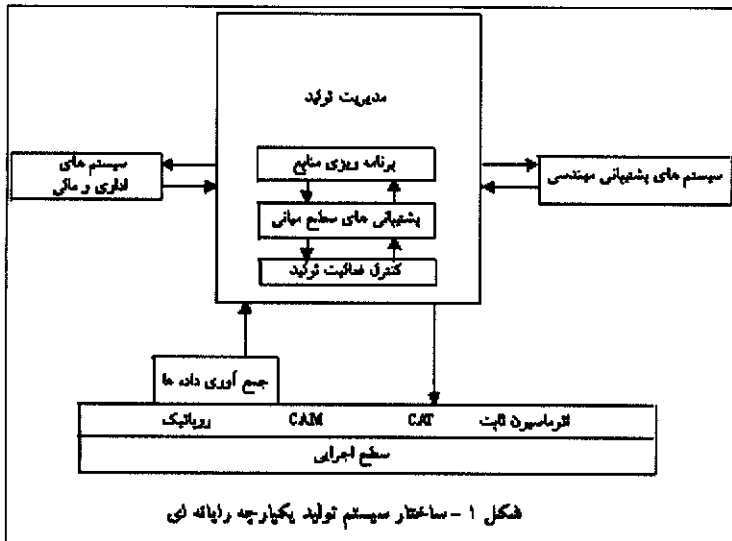 مدیریت تولید
برنامه ریزی منابع
سیستم های
اداری و مالی
سیستم های پشتیبانی مهندسی
پشتیبانی های سطح میانی
کنترل فعالیت تولید
جمع آوری داده ها
روباتیک CAM CAT اتوماسیون ثابت
سطح اجرایی
شکل ۱ - ساختار سیستم تولید یکپارچه رایانه ای